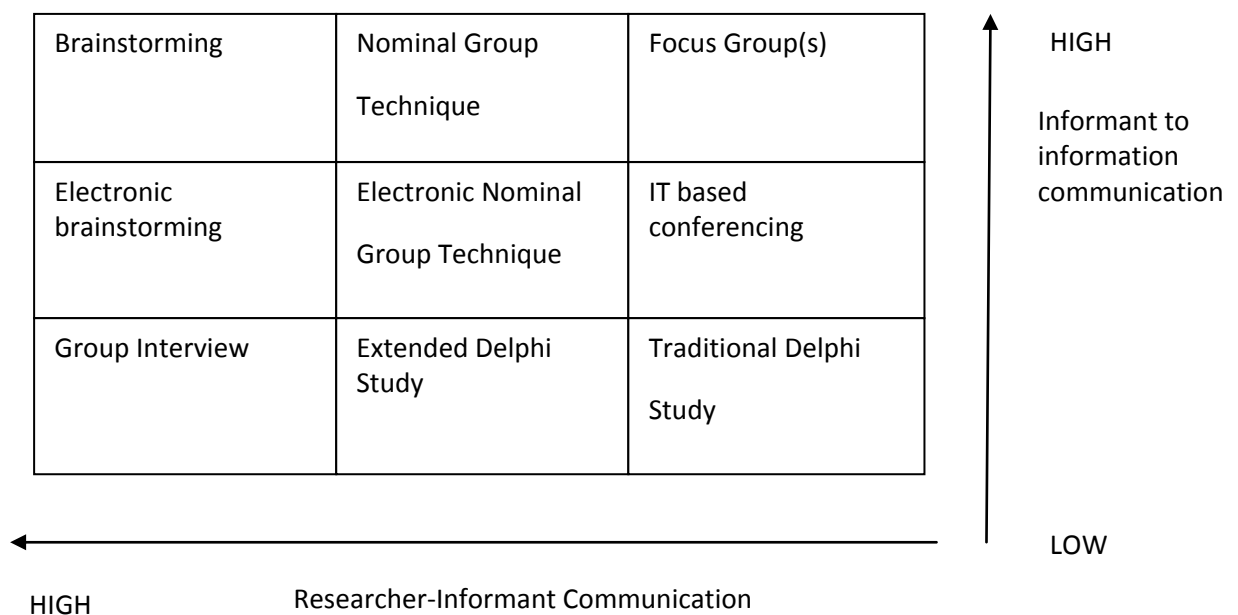 Brainstorming
Nominal Group
Technique
Focus Group(s)
Electronic
brainstorming
Electronic Nominal
Group Technique
IT based
conferencing
Group Interview
Extended Delphi
Study
Traditional Delphi
Study
HIGH
Informant to
information
communication
LOW
HIGH
Researcher-Informant Communication